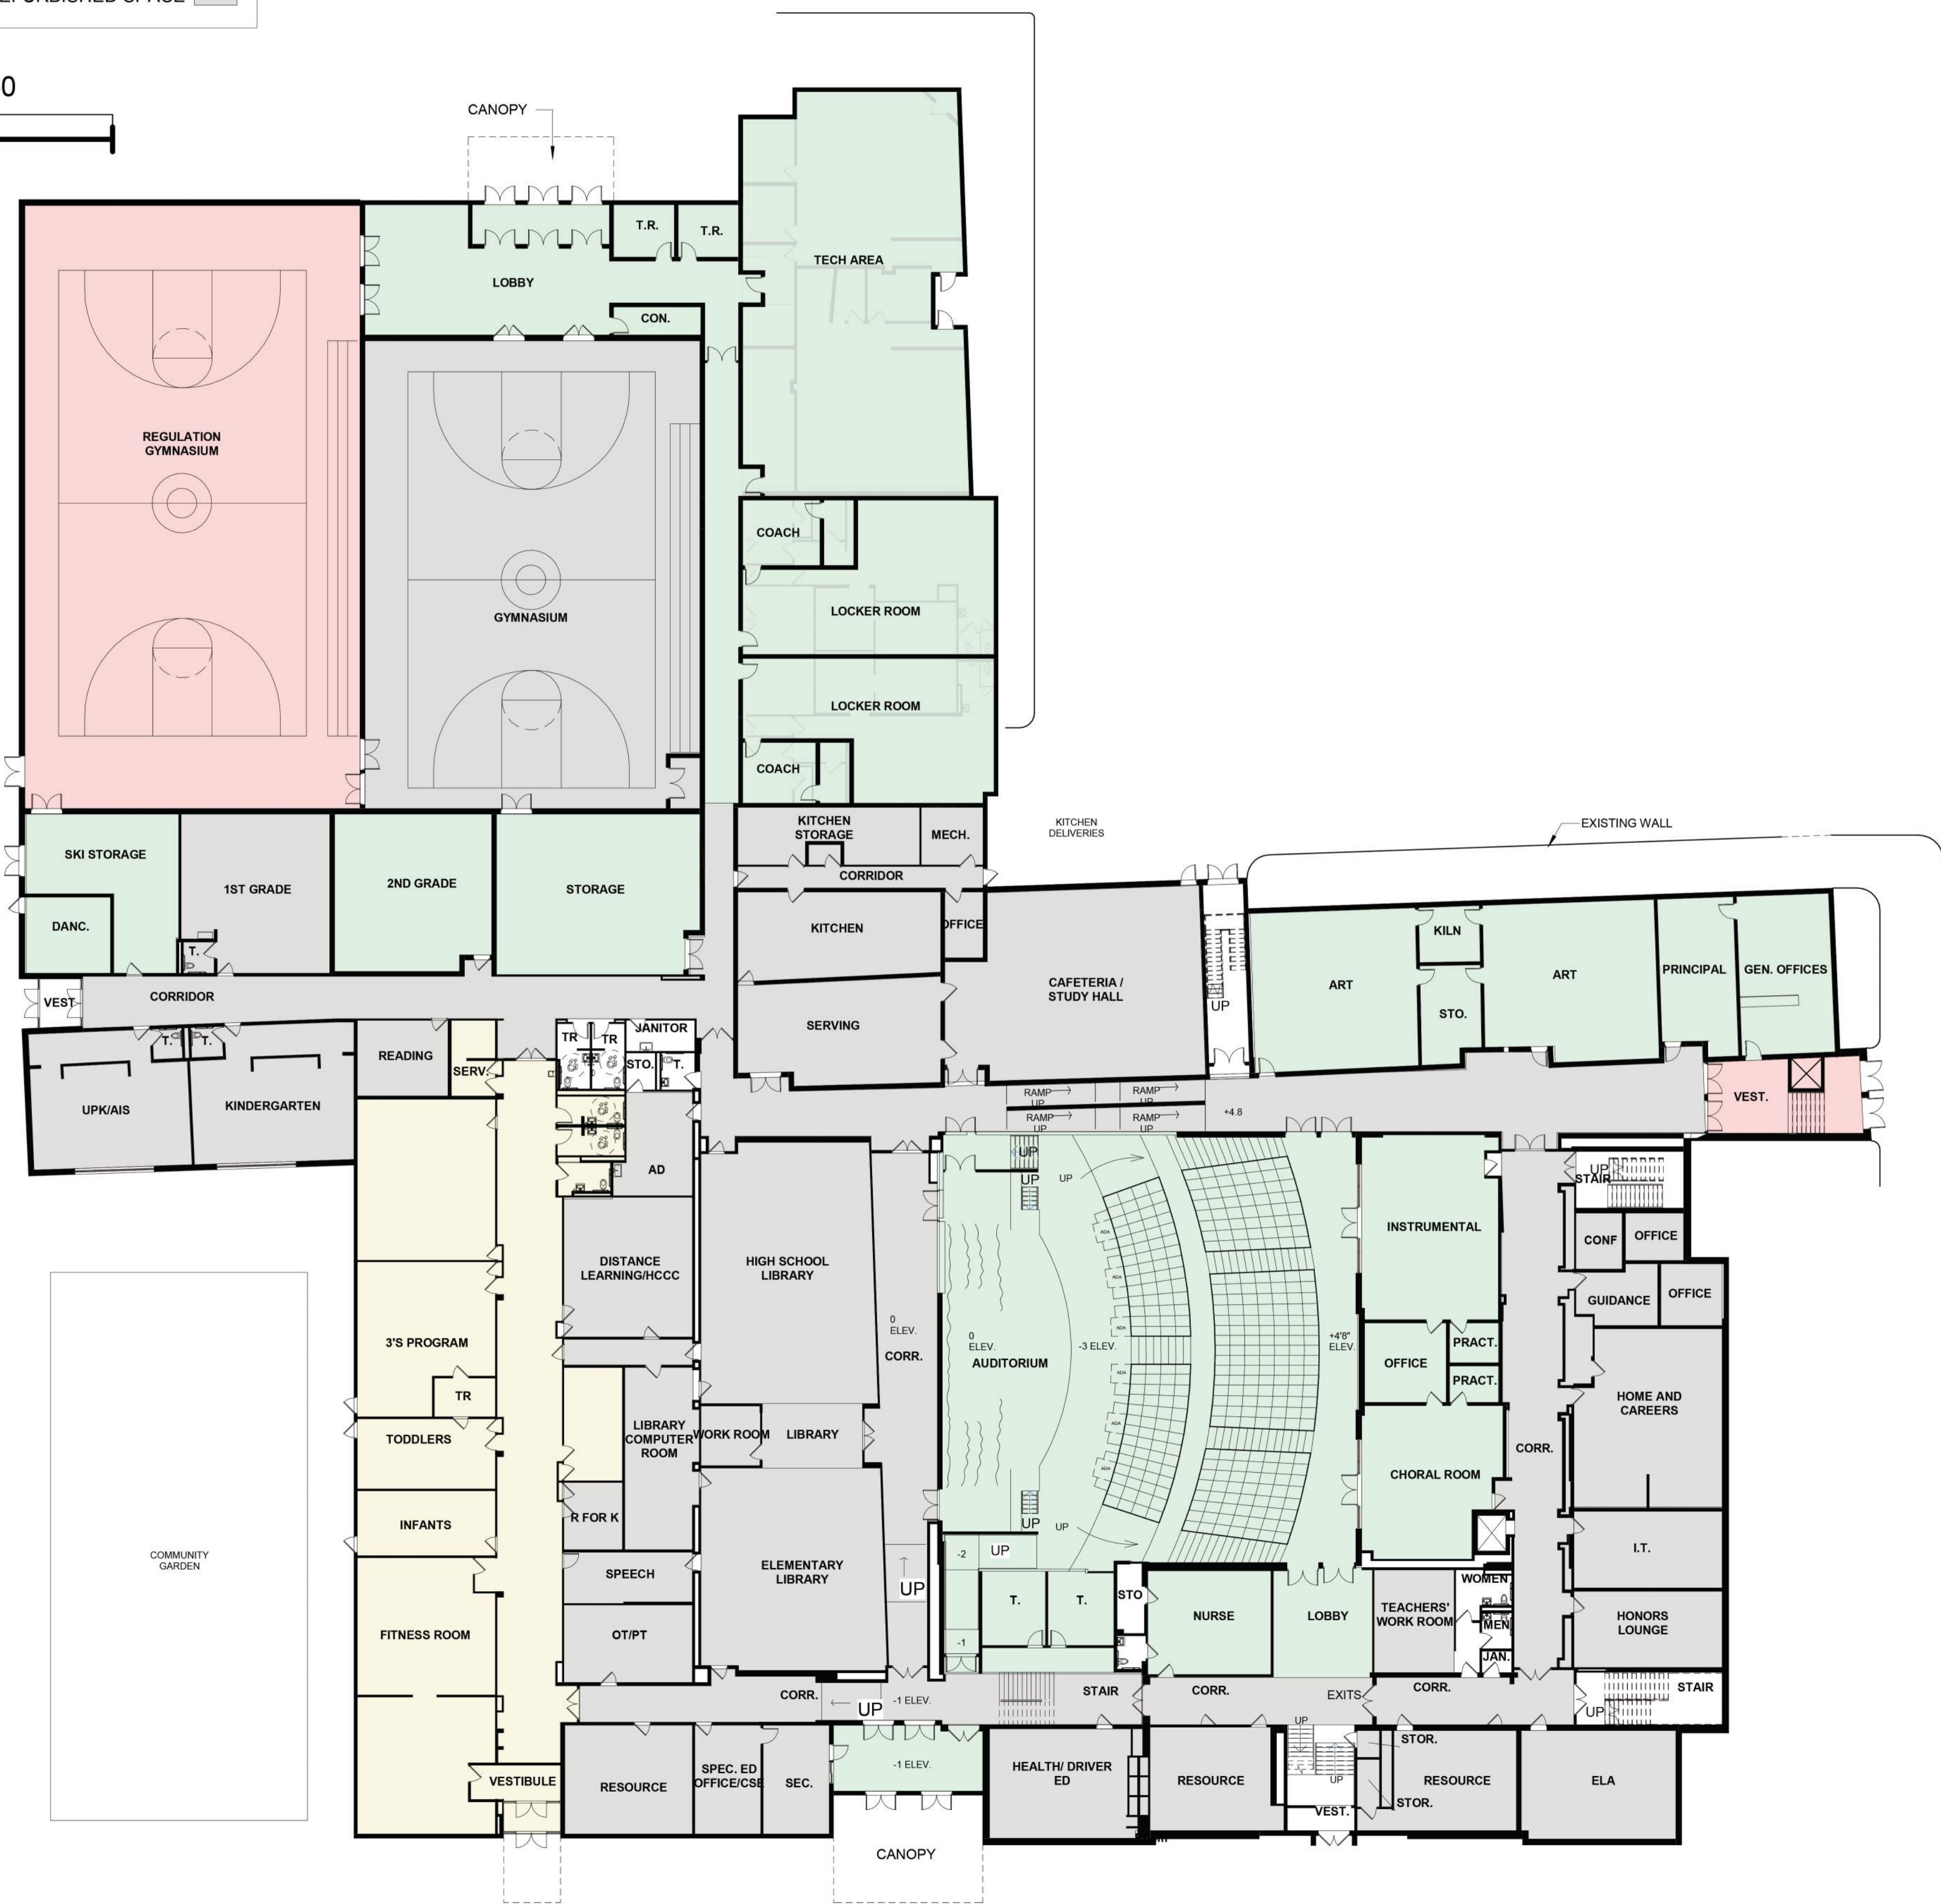 REFURBISHED SPACE
0
CANOPY
T.R.
T.R.
LOBBY
TECH AREA
CON.
REGULATION
GYMNASIUM
COACH
LOCKER ROOM
GYMNASIUM
LOCKER ROOM
COACH
KITCHEN
STORAGE
MECH.
KITCHEN
DELIVERIES
EXISTING WALL
SKI STORAGE
1ST GRADE
2ND GRADE
STORAGE
CORRIDOR
DANC.
T.
KITCHEN
OFFICE
KILN
ART
ART
PRINCIPAL
GEN. OFFICES
CAFETERIA /
STUDY HALL
UP
STO.
VEST
CORRIDOR
SERVING
T.
T.
READING
SERV.
TR
TR
JANITOR
STO.
T.
UPK/AIS
KINDERGARTEN
RAMP
UP
RAMP
UP
RAMP
UP
RAMP
UP
+4.8
VEST.
AD
UP
UP
UP
UP
STAIR
INSTRUMENTAL
CONF
OFFICE
DISTANCE
LEARNING/HCCC
HIGH SCHOOL
LIBRARY
ADA
ADA
ADA
ADA
ADA
GUIDANCE
OFFICE
0
ELEV.
CORR.
0
ELEV.
AUDITORIUM
-3 ELEV.
+4'8"
ELEV.
OFFICE
PRACT.
PRACT.
3'S PROGRAM
TR
HOME AND
CAREERS
TODDLERS
LIBRARY
COMPUTER
ROOM
WORK ROOM
LIBRARY
CORR.
CHORAL ROOM
INFANTS
R FOR K
UP
UP
COMMUNITY
GARDEN
ELEMENTARY
LIBRARY
UP
-2
UP
I.T.
SPEECH
T.
T.
STO
NURSE
LOBBY
TEACHERS'
WORK ROOM
WOMEN
MEN
JAN.
HONORS
LOUNGE
FITNESS ROOM
OT/PT
-1
CORR.
UP
-1 ELEV.
STAIR
CORR.
EXITS
CORR.
UP
STAIR
UP
UP
STOR.
-1 ELEV.
VESTIBULE
RESOURCE
SPEC. ED
OFFICE/CSE
SEC.
HEALTH/ DRIVER
ED
RESOURCE
RESOURCE
ELA
VEST.
STOR.
CANOPY